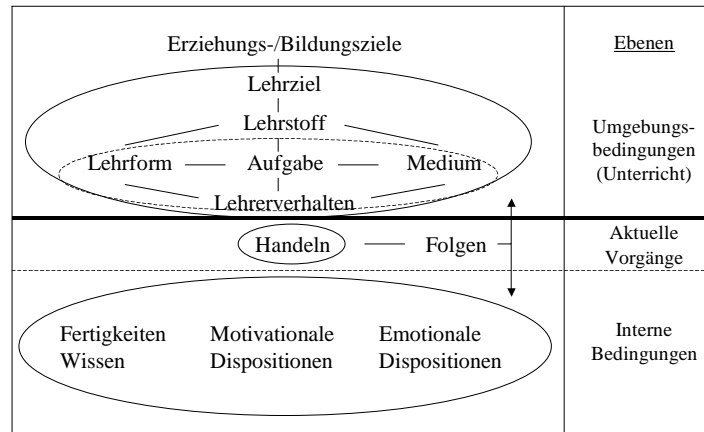 Erziehungs-/Bildungsziele
Ebenen
Lehrziel
Lehrstoff
Umgebungs-
bedingungen
(Unterricht)
Lehrform
Aufgabe
Medium
Lehrerverhalten
Handeln
Folgen
Aktuelle
Vorgänge
Fertigkeiten
Wissen
Motivationale
Dispositionen
Emotionale
Dispositionen
Interne
Bedingungen